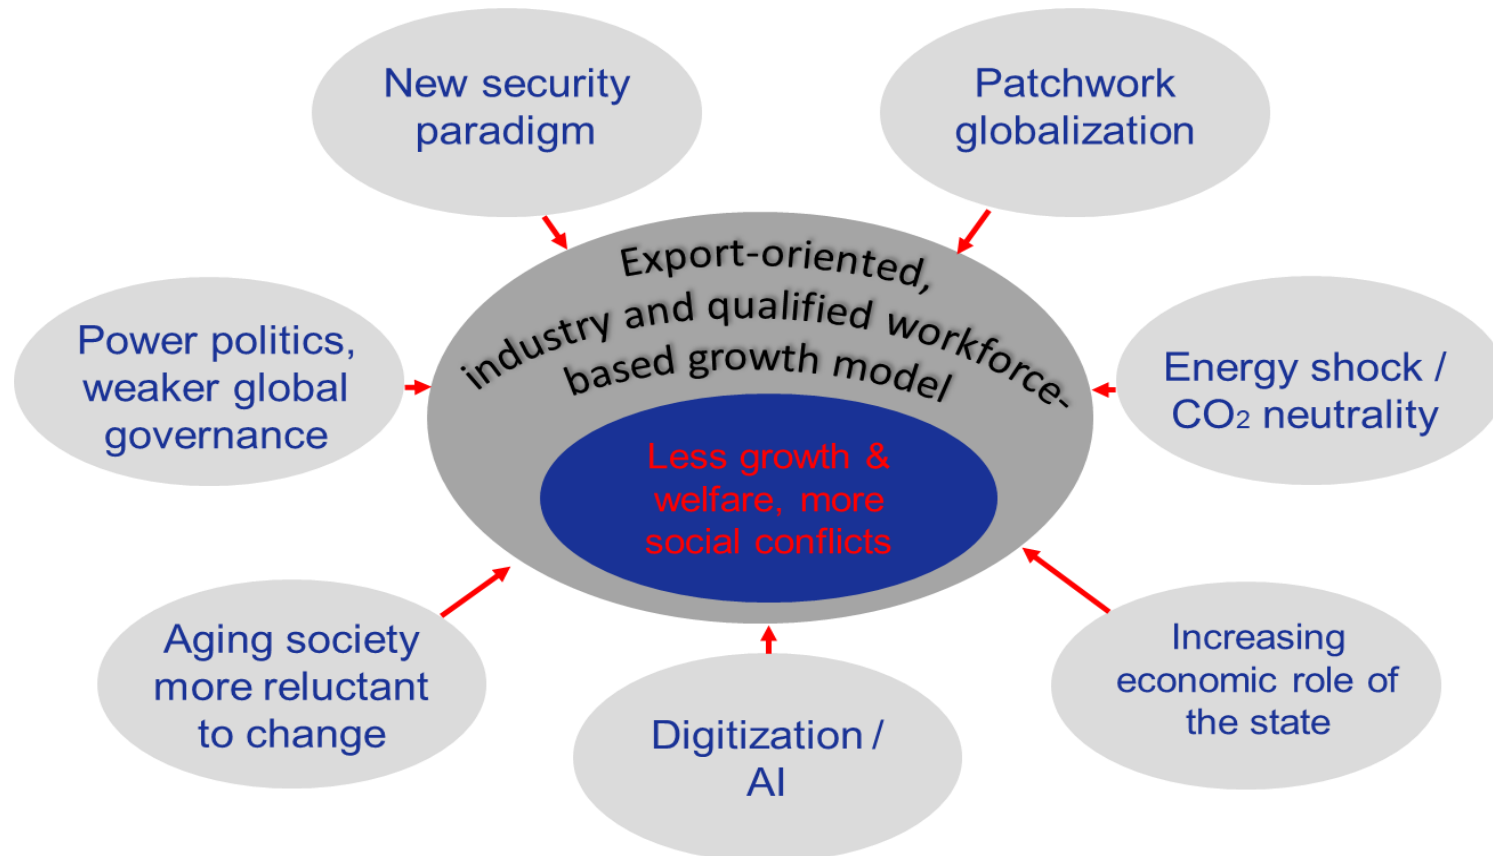 New security
paradigm
Patchwork
globalization
Export-oriented,
industry and qualified workforce-
based growth model
Power politics,
weaker global
governance
Energy shock /
CO₂ neutrality
Less growth &
welfare, more
social conflicts
Aging society
more reluctant
to change
Digitization /
AI
Increasing
economic role of
the state